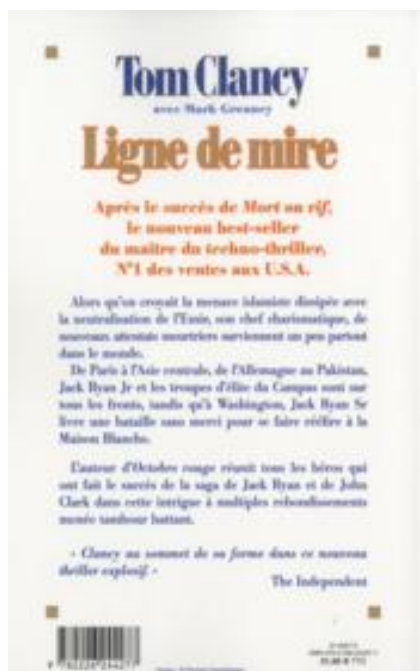 Tom Clancy
avec Mark Greaney
Ligne de mire
Après le succès de Mort ou vif,
le nouveau best-seller
du maître du techno-thriller,
N°1 des ventes aux U.S.A.
Alors qu'on croyait la menace islamiste dissipée avec
la neutralisation de l'Emir, son chef charismatique, de
nouveaux attentats meurtriers surviennent un peu partout
dans le monde.
De Paris à l'Asie centrale, de l'Allemagne au Pakistan,
Jack Ryan Jr et les troupes d'élite du Campus sont sur
tous les fronts, tandis qu'à Washington, Jack Ryan Sr
livre une bataille sans merci pour se faire réélire à la
Maison Blanche.
L'auteur d'Octobre rouge réunit tous les héros qui
ont fait le succès de la saga de Jack Ryan et de John
Clark dans cette intrigue à multiples rebondissements
menée tambour battant.
« Clancy au sommet de sa forme dans ce nouveau
thriller explosif. »
The Independent